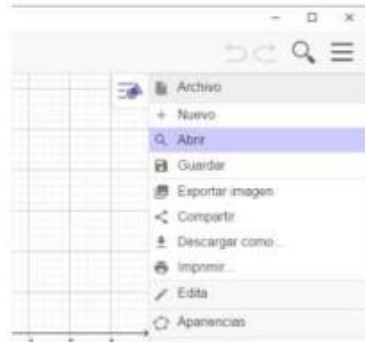 Archivo
Nuevo
Abrir
Guardar
Exportar imagen
Compartir
Descargar como...
Imprimir...
Edita
Apariencias